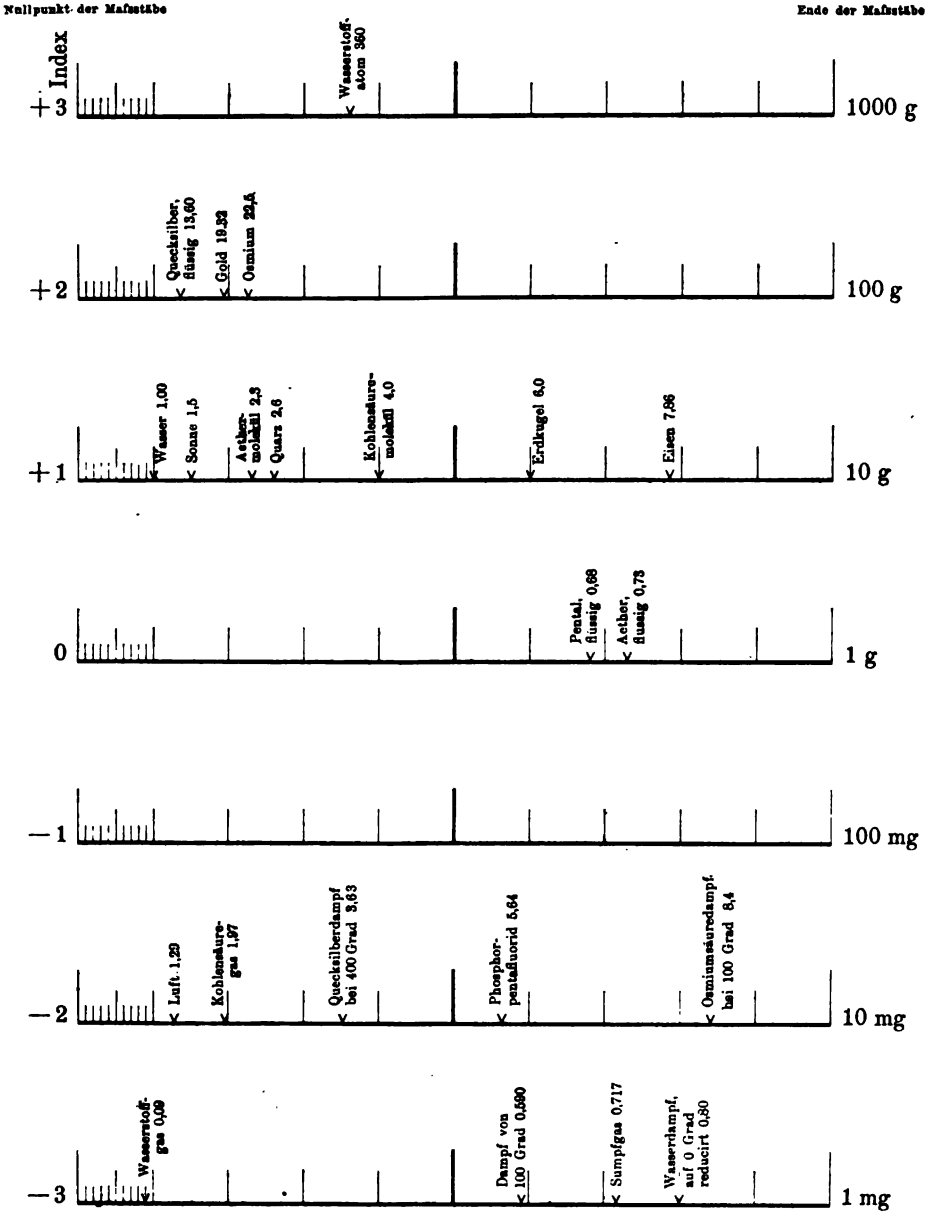 Nullpunkt der Mafsstäbe
Ende der Mafsstäbe
Index
+3
Wasserstoff-
atom 360
1000 g
+2
Quecksilber,
flüssig 13,60
Gold 19.32
Osmium 22,5
100 g
+1
Wasser 1,00
Sonne 1,5
Aether-
molekül 2,3
Quarz 2,6
Kohlensäure-
molekül 4,0
Erdkugel 6,0
Eisen 7,86
10 g
0
Pental,
flüssig 0,68
Aether,
flussig 0,73
1 g
—1
100 mg
—2
Luft 1,29
Kohlensäure-
gas 1,97
Quecksilberdampf
bei 400 Grad 3,63
Phosphor-
pentafluorid 5,64
Osmiumsäuredampf.
bei 100 Grad 8,4
10 mg
—3
Wasserstoff-
gas 0,09
Dampf von
100 Grad 0,590
Sumpfgas 0,717
Wasserdampf,
auf 0 Grad
reducirt 0,80
1 mg